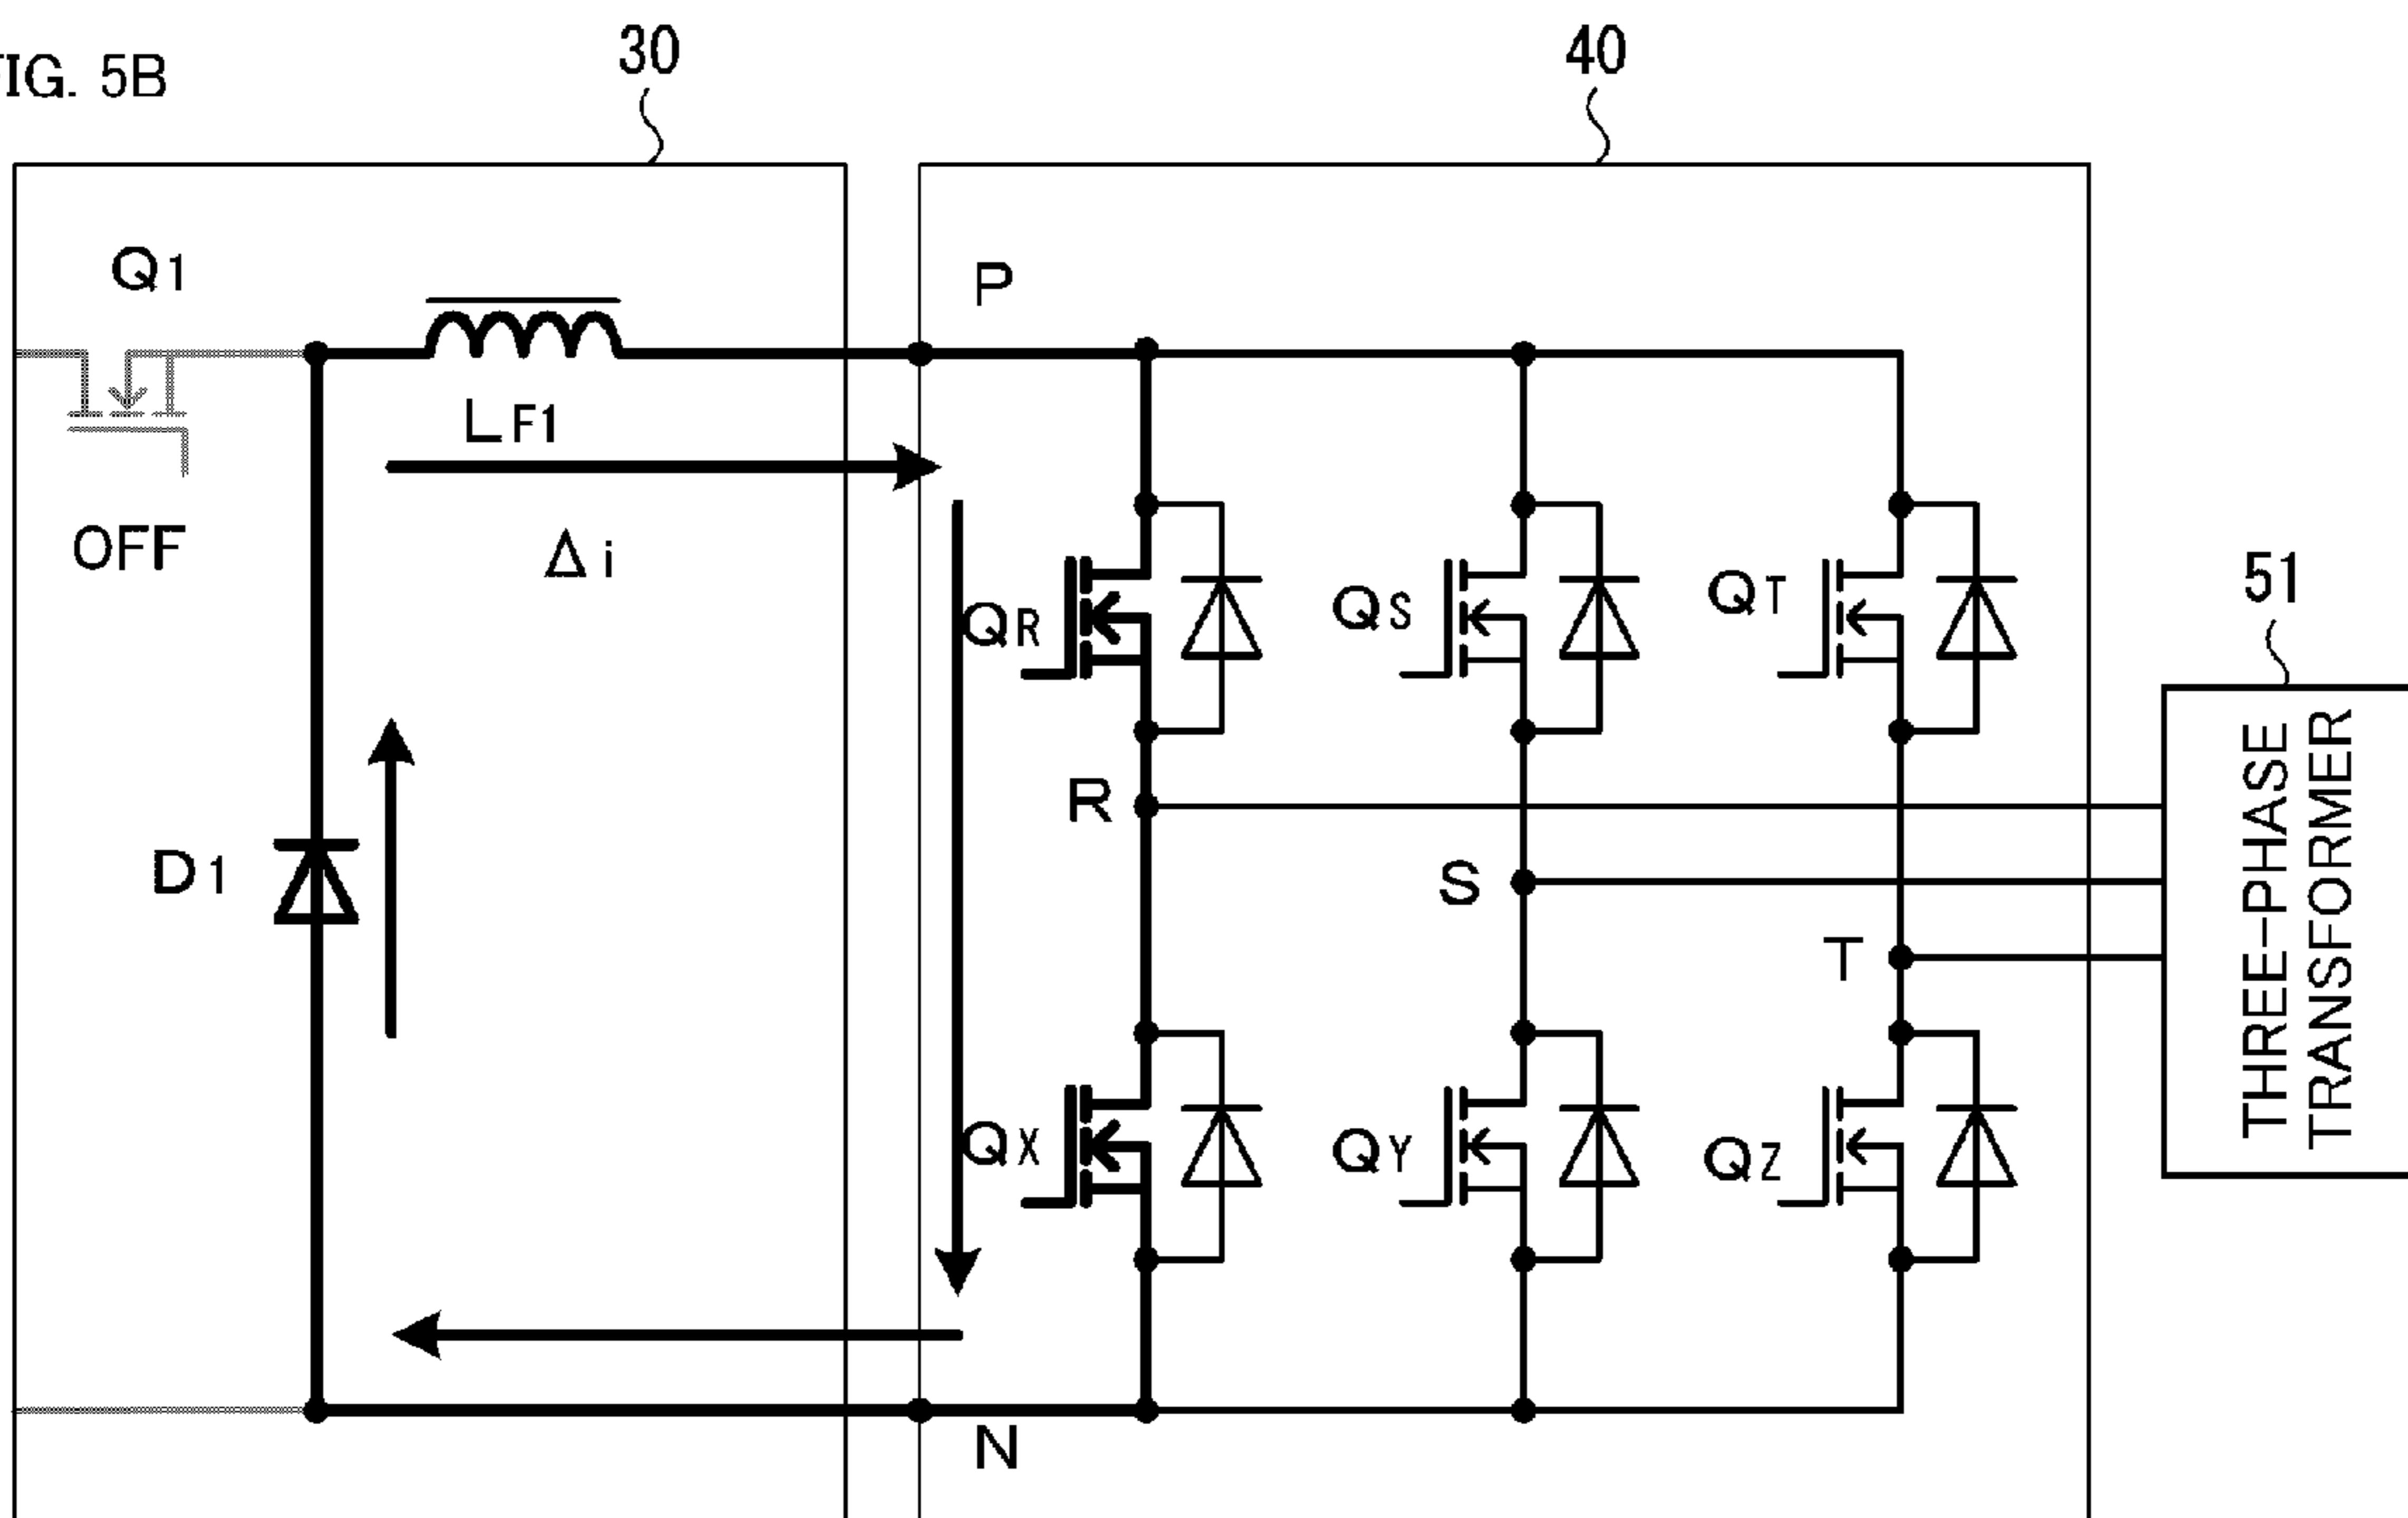 IG. 5B
30
40
Q1
P
LF1
OFF
Δi
QR
QS
QT
51
R
D1
S
T
THREE-PHASE
TRANSFORMER
QX
QY
QZ
N